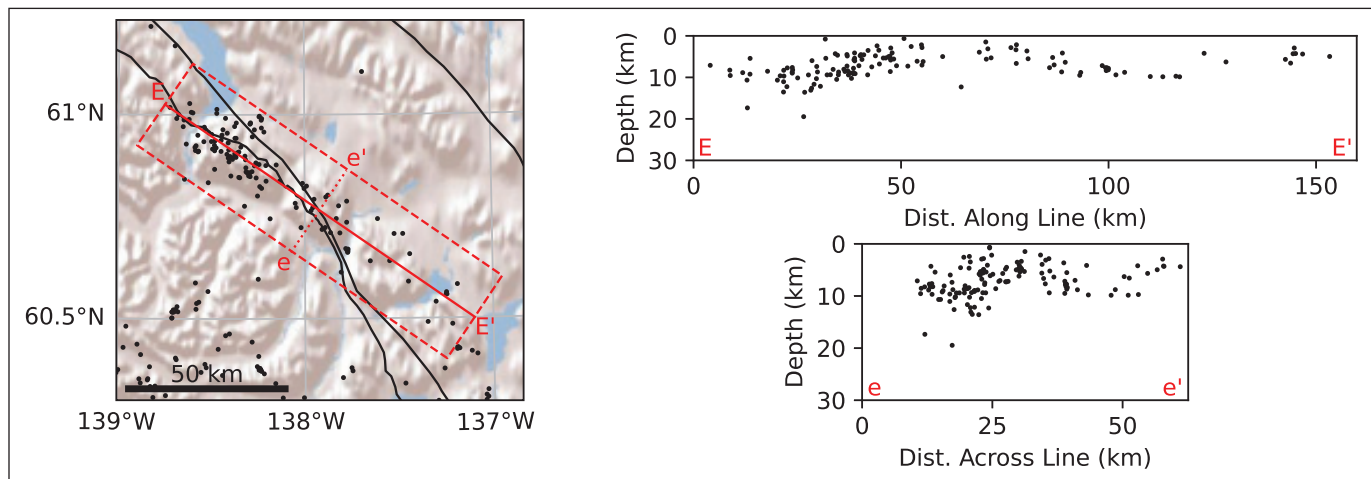 61°N
60.5°N
139°W
138°W
137°W
E
e'
e
E'
50 km
Depth (km)
0
10
20
30
E
E'
0
50
100
150
Dist. Along Line (km)
Depth (km)
0
10
20
30
e
e'
0
25
50
Dist. Across Line (km)